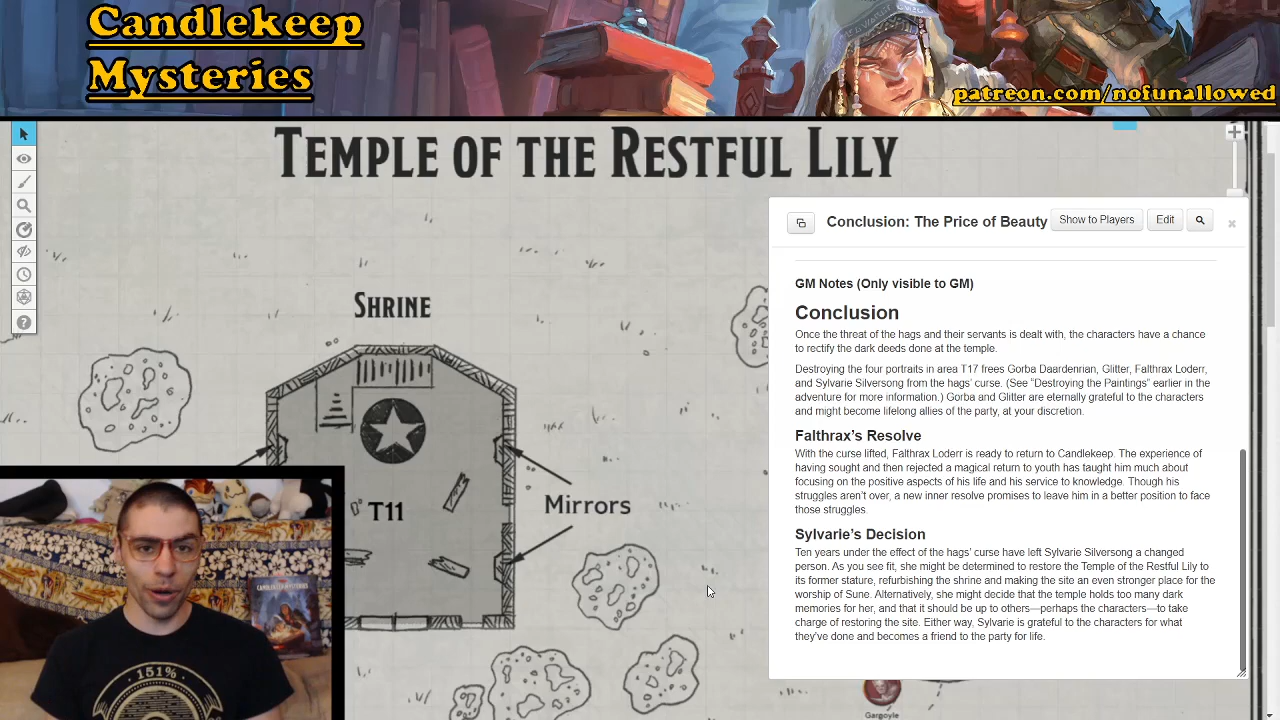 Candlekeep
Mysteries
patreon.com/nofunallowed
TEMPLE OF THE RESTFUL LILY
SHRINE
T11
Mirrors
Conclusion: The Price of Beauty
Show to Players
Edit
GM Notes (Only visible to GM)
Conclusion
Once the threat of the hags and their servants is dealt with, the characters have a chance
to rectify the dark deeds done at the temple.
Destroying the four portraits in area T17 frees Gorba Daardenrian, Glitter, Falthrax Loderr,
and Sylvarie Silversong from the hags' curse. (See "Destroying the Paintings" earlier in the
adventure for more information.) Gorba and Glitter are eternally grateful to the characters
and might become lifelong allies of the party, at your discretion.
Falthrax's Resolve
With the curse lifted, Falthrax Loderr is ready to return to Candlekeep. The experience of
having sought and then rejected a magical return to youth has taught him much about
focusing on the positive aspects of his life and his service to knowledge. Though his
struggles aren't over, a new inner resolve promises to leave him in a better position to face
those struggles.
Sylvarie's Decision
Ten years under the effect of the hags' curse have left Sylvarie Silversong a changed
person. As you see fit, she might be determined to restore the Temple of the Restful Lily to
its former stature, refurbishing the shrine and making the site an even stronger place for the
worship of Sune. Alternatively, she might decide that the temple holds too many dark
memories for her, and that it should be up to others—perhaps the characters—to take
charge of restoring the site. Either way, Sylvarie is grateful to the characters for what
they've done and becomes a friend to the party for life.
Gargoyle
CANDLEKEEP
MYSTERIES
151%